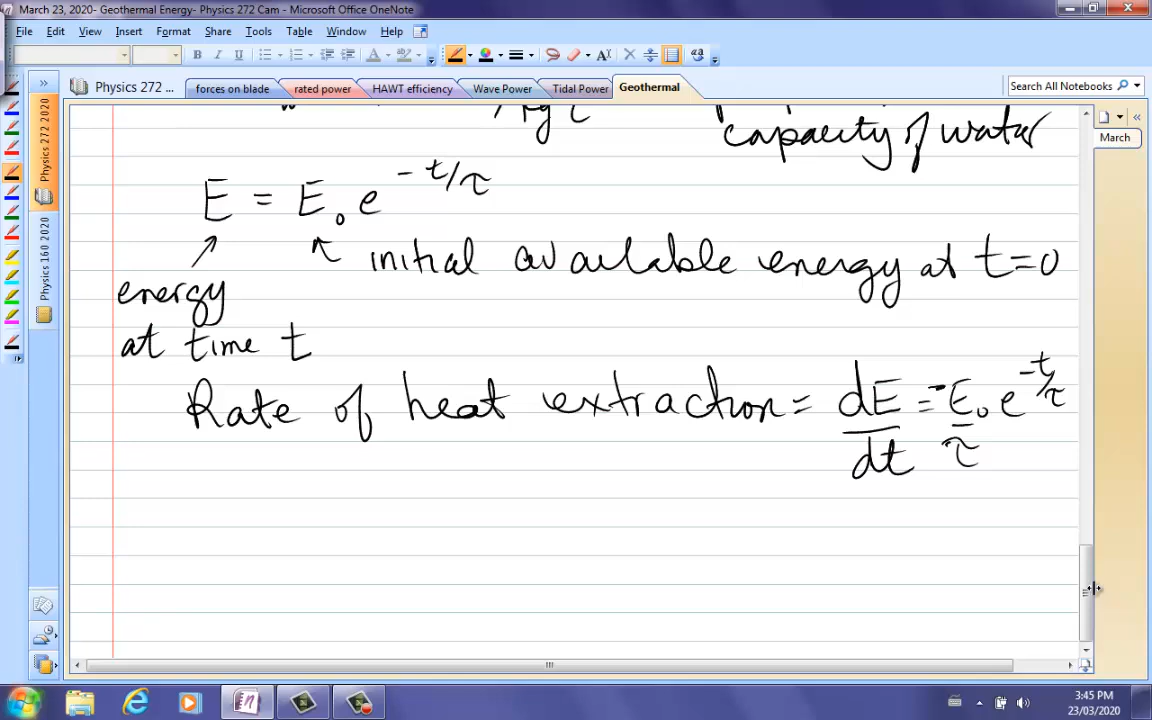 March 23, 2020- Geothermal Energy- Physics 272 Cam - Microsoft Office OneNote
File Edit View Insert Format Share Tools Table Window Help
B I U A ab
Physics 272 ... forces on blade rated power HAWT efficiency Wave Power Tidal Power Geothermal
Search All Notebooks
March
Physics 272 2020
Physics 160 2020
capacity of water
E = E₀ e^(-t/τ)
initial available energy at t=0
energy
at time t
Rate of heat extraction = dE/dt = -E₀/τ e^(-t/τ)
3:45 PM
23/03/2020